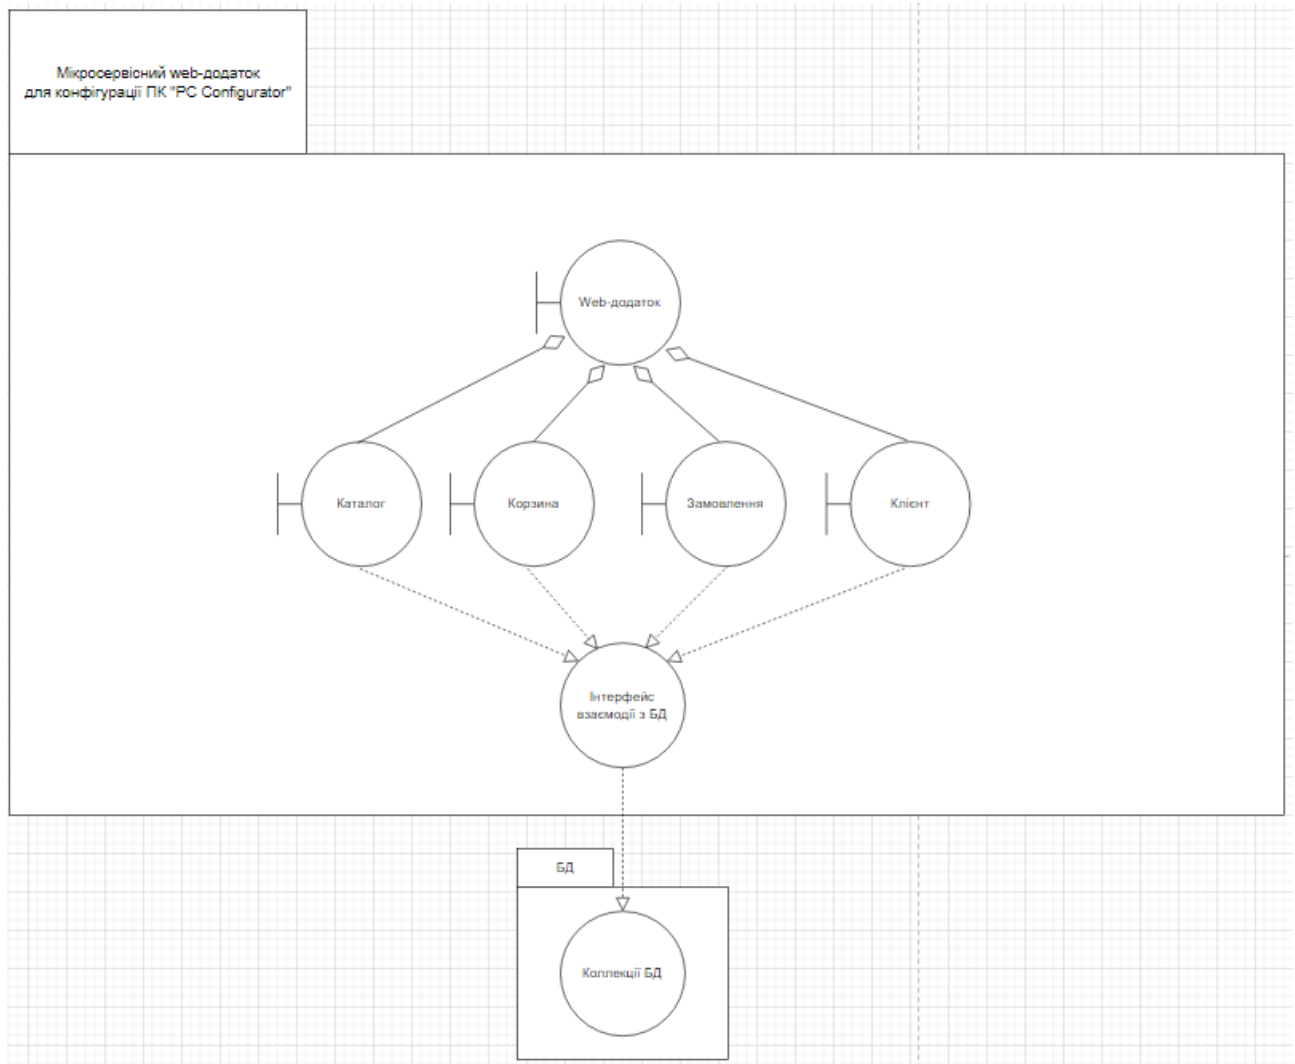 Мікросервісний web-додаток
для конфігурації ПК "PC Configurator"
Web-додаток
Каталог
Корзина
Замовлення
Клієнт
Інтерфейс
взаємодії з БД
БД
Коллекції БД